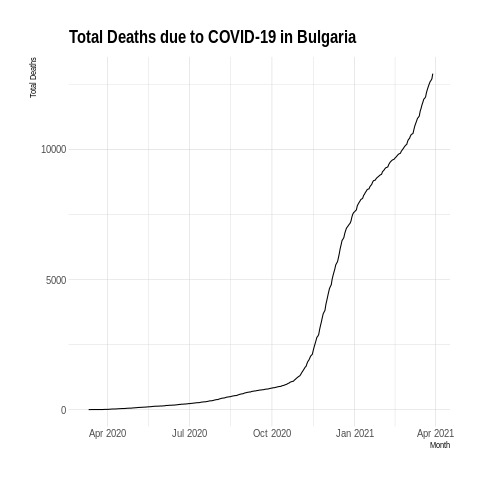 Total Deaths due to COVID-19 in Bulgaria
Total Deaths
10000
5000
0
Apr 2020 Jul 2020 Oct 2020 Jan 2021 Apr 2021
Month